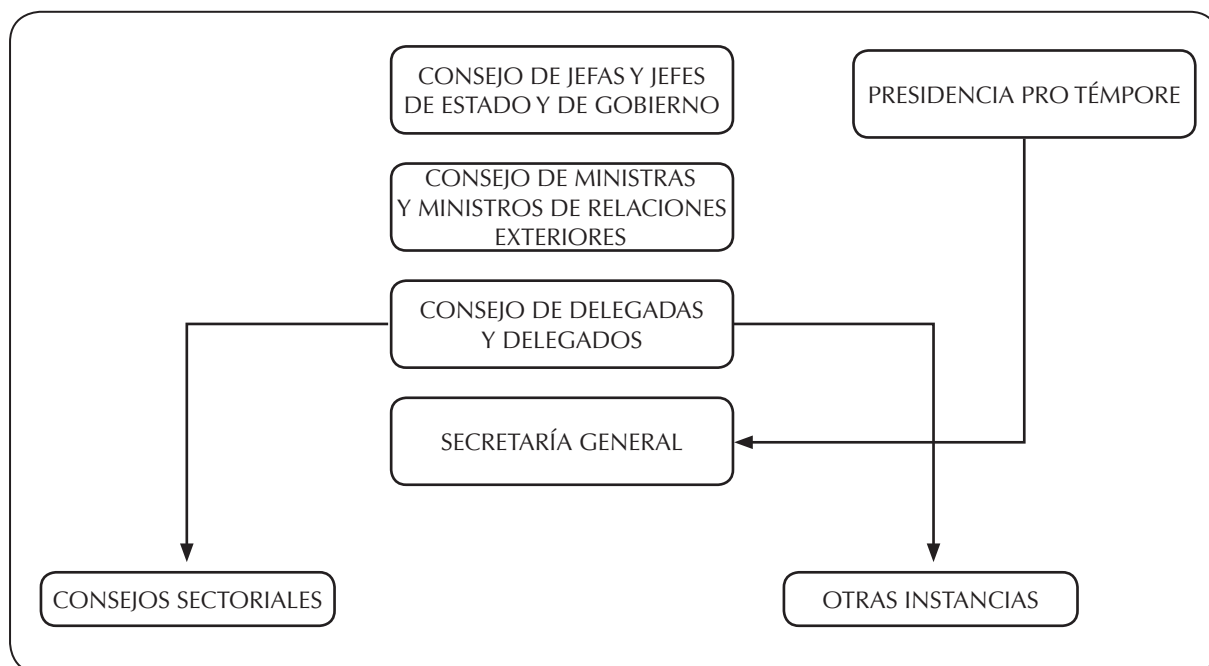 CONSEJO DE JEFAS Y JEFES
DE ESTADO Y DE GOBIERNO
PRESIDENCIA PRO TÉMPORE
CONSEJO DE MINISTRAS
Y MINISTROS DE RELACIONES
EXTERIORES
CONSEJO DE DELEGADAS
Y DELEGADOS
SECRETARÍA GENERAL
CONSEJOS SECTORIALES
OTRAS INSTANCIAS